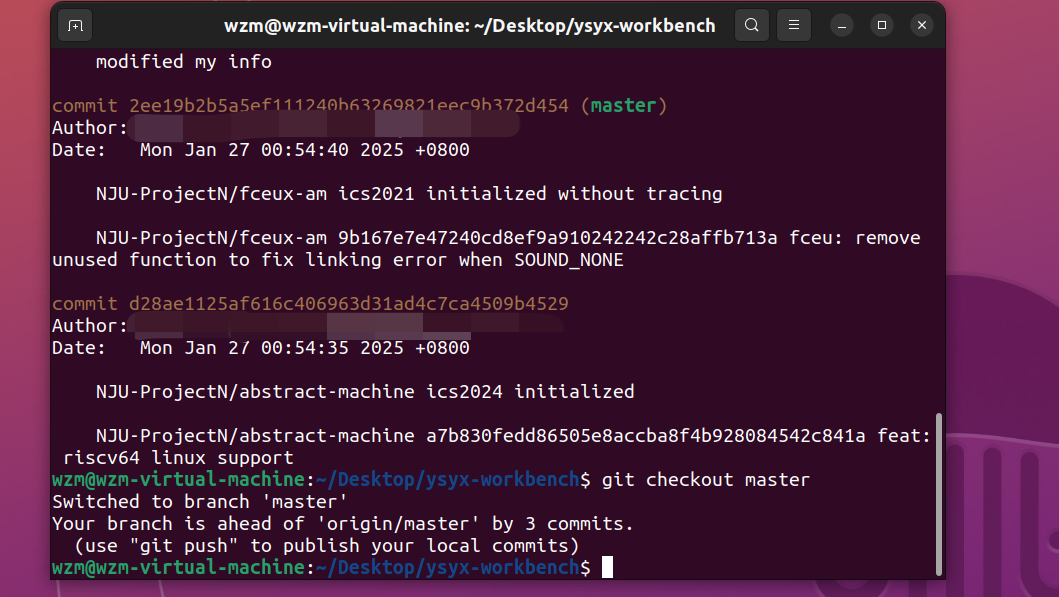 wzm@wzm-virtual-machine: ~/Desktop/ysyx-workbench
modified my info
commit 2ee19b2b5a5ef111240b63269821eec9b372d454 (master)
Author:
Date:   Mon Jan 27 00:54:40 2025 +0800
NJU-ProjectN/fceux-am ics2021 initialized without tracing
NJU-ProjectN/fceux-am 9b167e7e47240cd8ef9a910242242c28affb713a fceu: remove
unused function to fix linking error when SOUND_NONE
commit d28ae1125af616c406963d31ad4c7ca4509b4529
Author:
Date:   Mon Jan 27 00:54:35 2025 +0800
NJU-ProjectN/abstract-machine ics2024 initialized
NJU-ProjectN/abstract-machine a7b830fedd86505e8accba8f4b928084542c841a feat:
riscv64 linux support
wzm@wzm-virtual-machine:~/Desktop/ysyx-workbench$ git checkout master
Switched to branch 'master'
Your branch is ahead of 'origin/master' by 3 commits.
(use "git push" to publish your local commits)
wzm@wzm-virtual-machine:~/Desktop/ysyx-workbench$